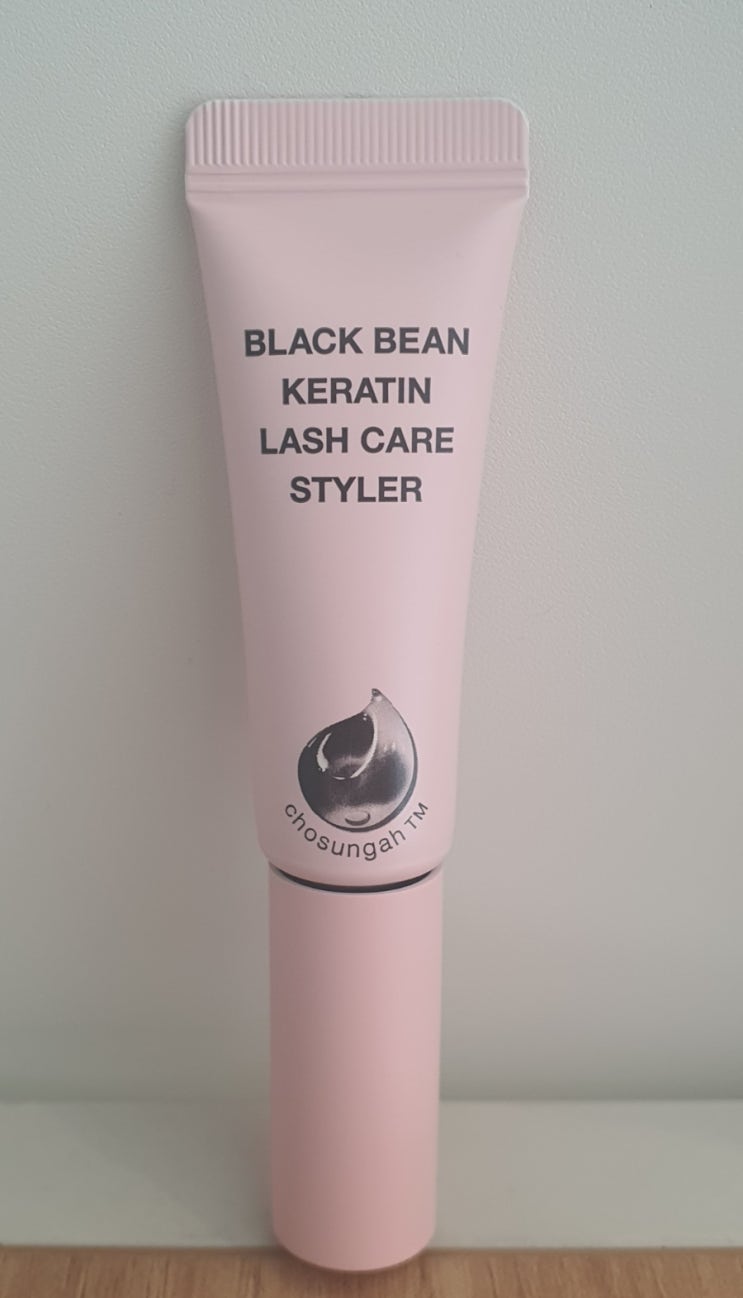 BLACK BEAN
KERATIN
LASH CARE
STYLER
chosungah™